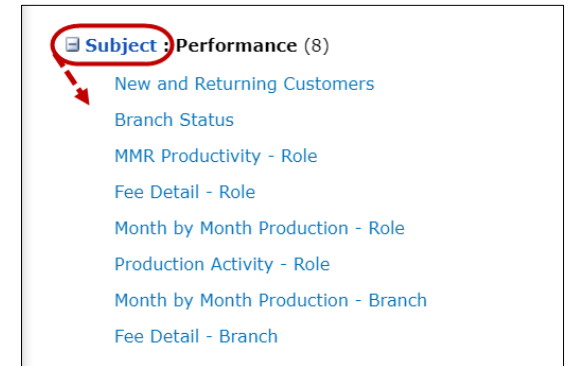 Subject : Performance (8)
New and Returning Customers
Branch Status
MMR Productivity - Role
Fee Detail - Role
Month by Month Production - Role
Production Activity - Role
Month by Month Production - Branch
Fee Detail - Branch